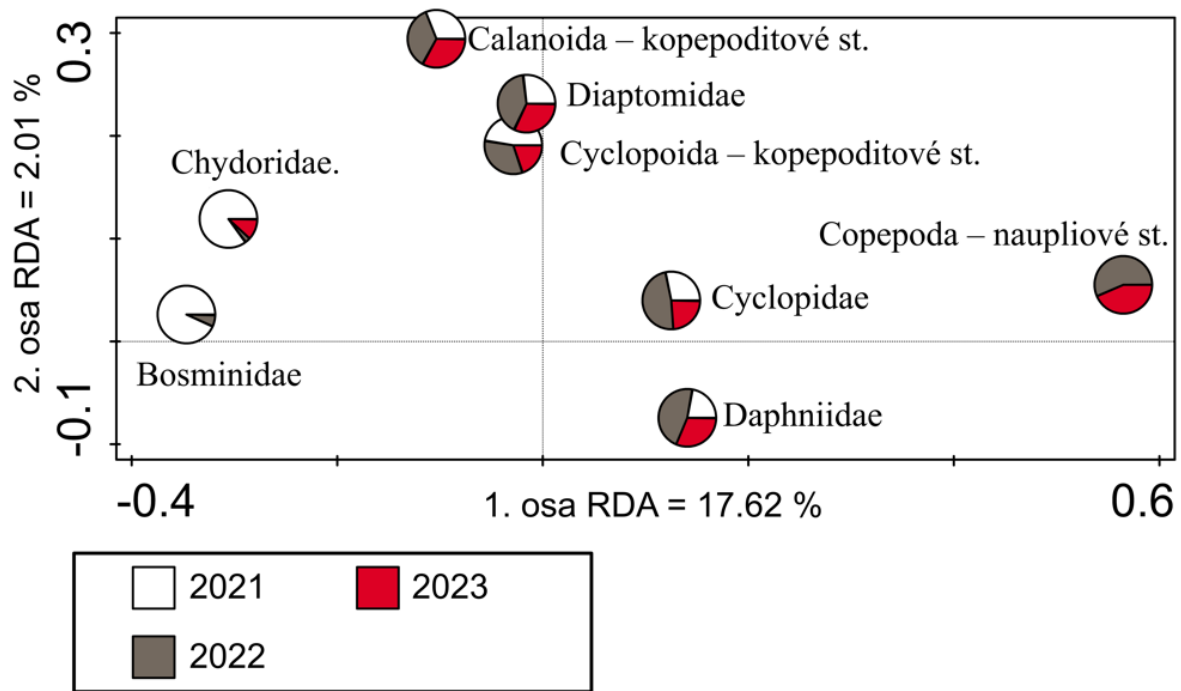 0.3
2. osa RDA = 2.01 %
-0.1
Calanoida – kopepoditové st.
Diaptomidae
Cyclopoida – kopepoditové st.
Chydoridae.
Copepoda – naupliové st.
Cyclopidae
Bosminidae
Daphniidae
-0.4
1. osa RDA = 17.62 %
0.6
2021
2023
2022